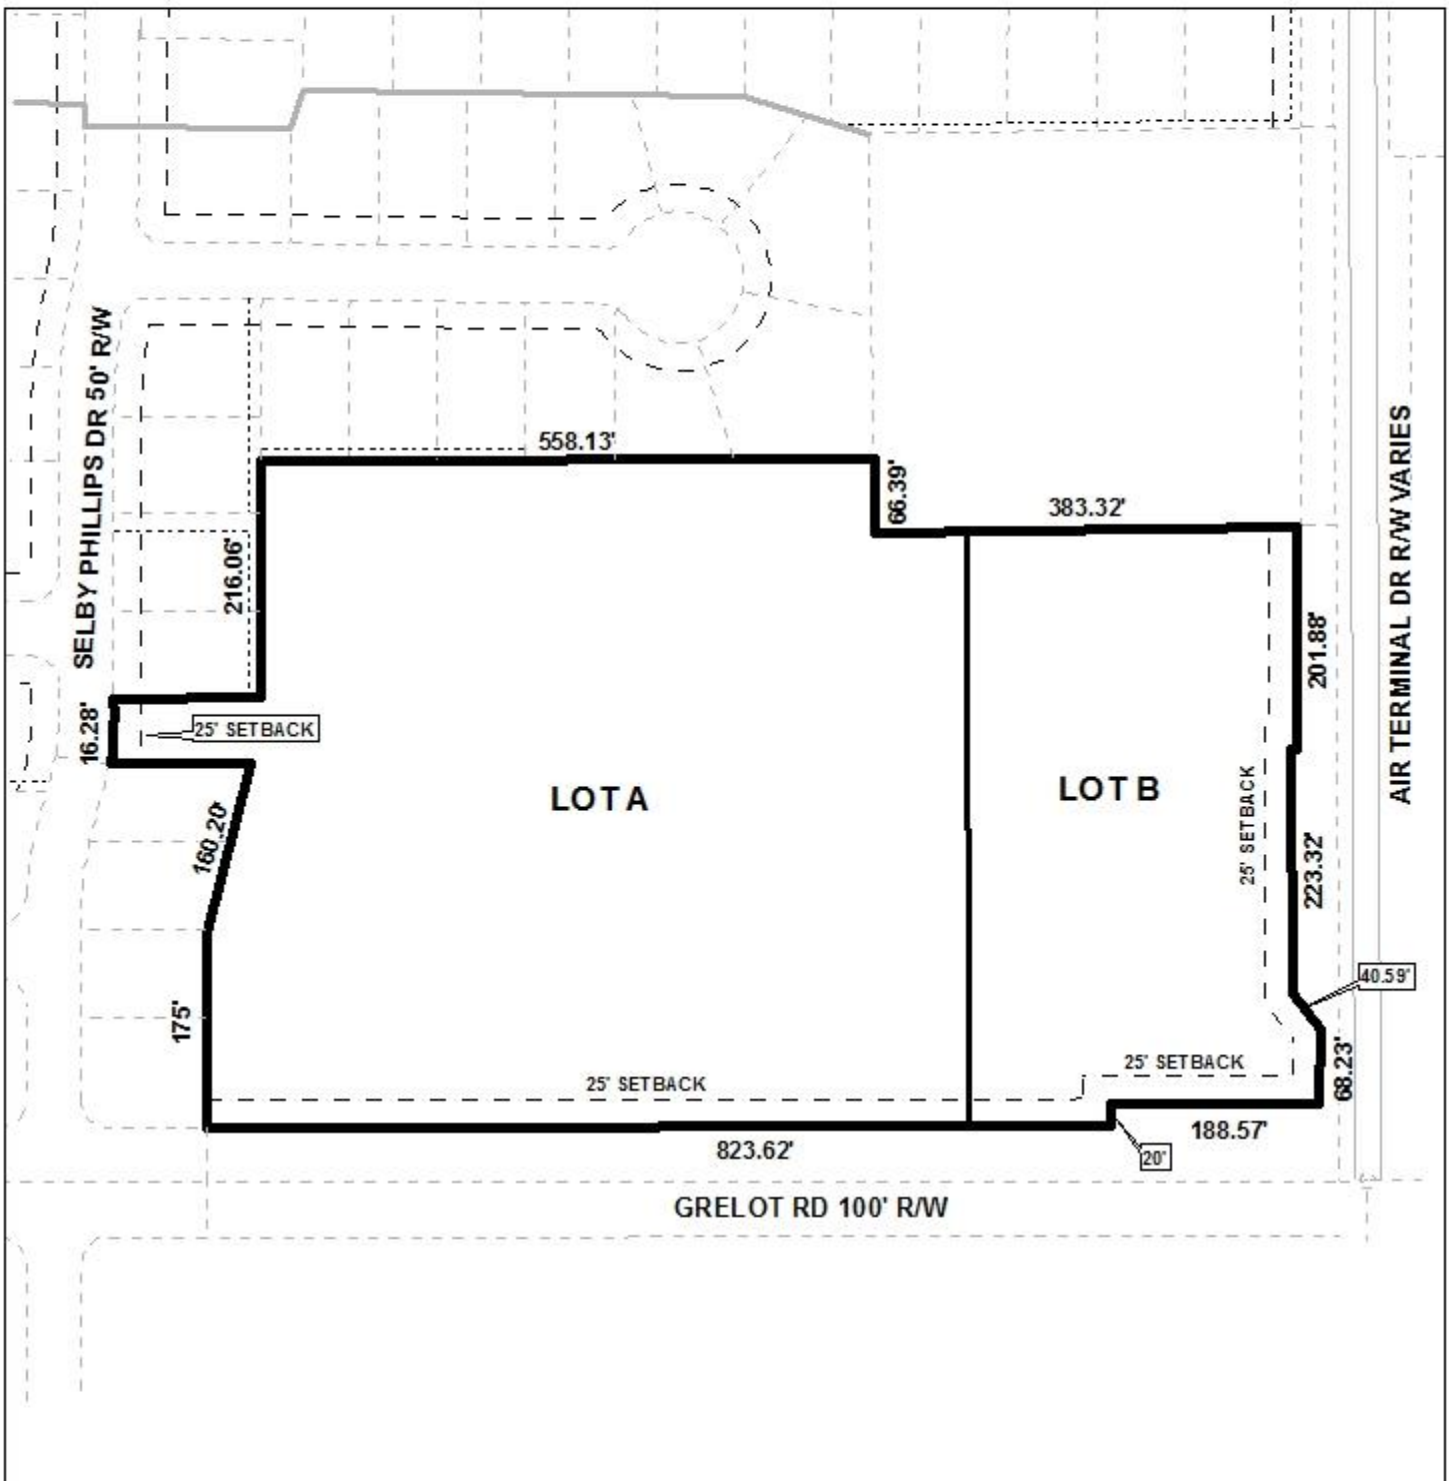 558.13'
66.39'
383.32'
SELBY PHILLIPS DR 50' R/W
216.06'
AIR TERMINAL DR R/W VARIES
201.88'
16.28'
25' SETBACK
LOT A
LOT B
25' SETBACK
160.20'
223.32'
40.59'
175'
25' SETBACK
25' SETBACK
68.23'
823.62'
188.57'
20'
GRELOT RD 100' R/W